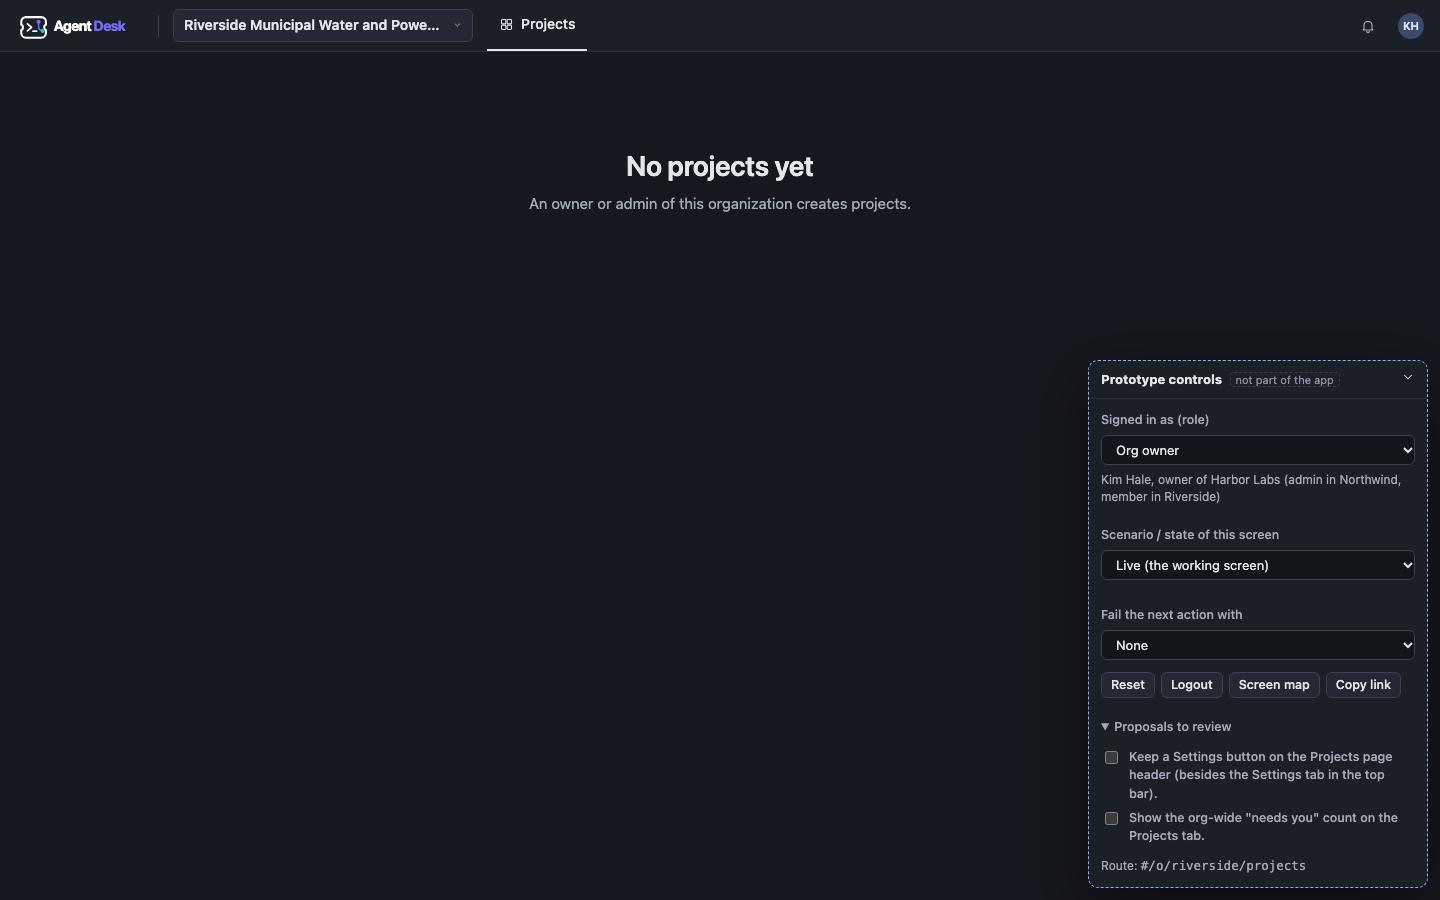 AgentDesk
Riverside Municipal Water and Powe...
Projects
KH
No projects yet
An owner or admin of this organization creates projects.
Prototype controls
not part of the app
Signed in as (role)
Org owner
Kim Hale, owner of Harbor Labs (admin in Northwind,
member in Riverside)
Scenario / state of this screen
Live (the working screen)
Fail the next action with
None
Reset
Logout
Screen map
Copy link
Proposals to review
Keep a Settings button on the Projects page
header (besides the Settings tab in the top
bar).
Show the org-wide "needs you" count on the
Projects tab.
Route: #/o/riverside/projects